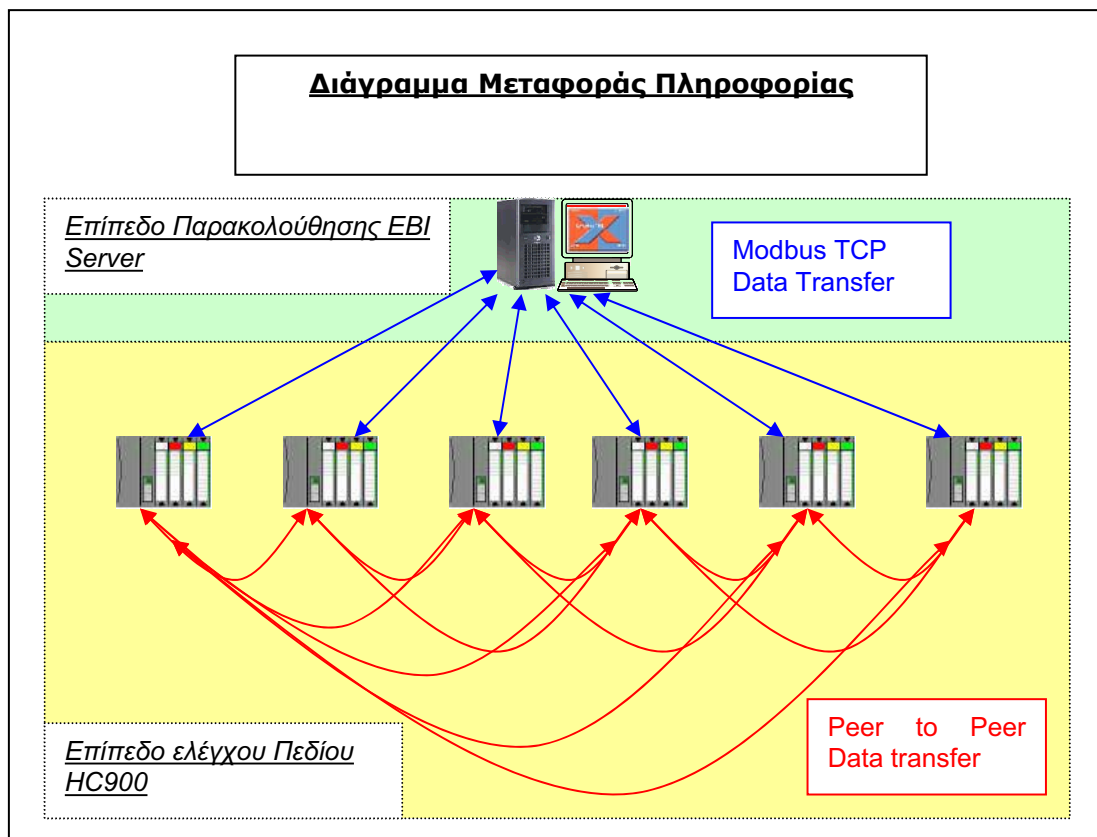 Διάγραμμα Μεταφοράς Πληροφορίας
Επίπεδο Παρακολούθησης EBI
Server
Modbus TCP
Data Transfer
Peer to Peer
Data transfer
Επίπεδο ελέγχου Πεδίου
HC900